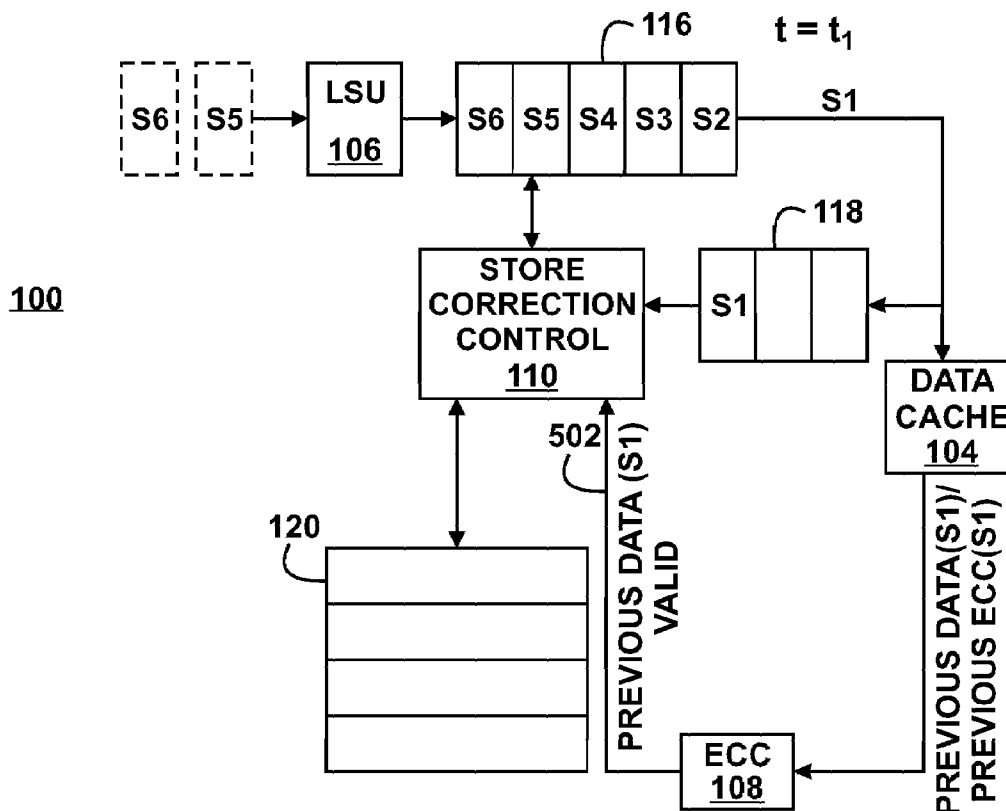 116
t = t1
S6
S5
LSU
106
S6
S5
S4
S3
S2
S1
118
100
STORE
CORRECTION
CONTROL
110
S1
DATA
CACHE
104
502
PREVIOUS DATA (S1)
VALID
120
PREVIOUS DATA(S1)/
PREVIOUS ECC(S1)
ECC
108